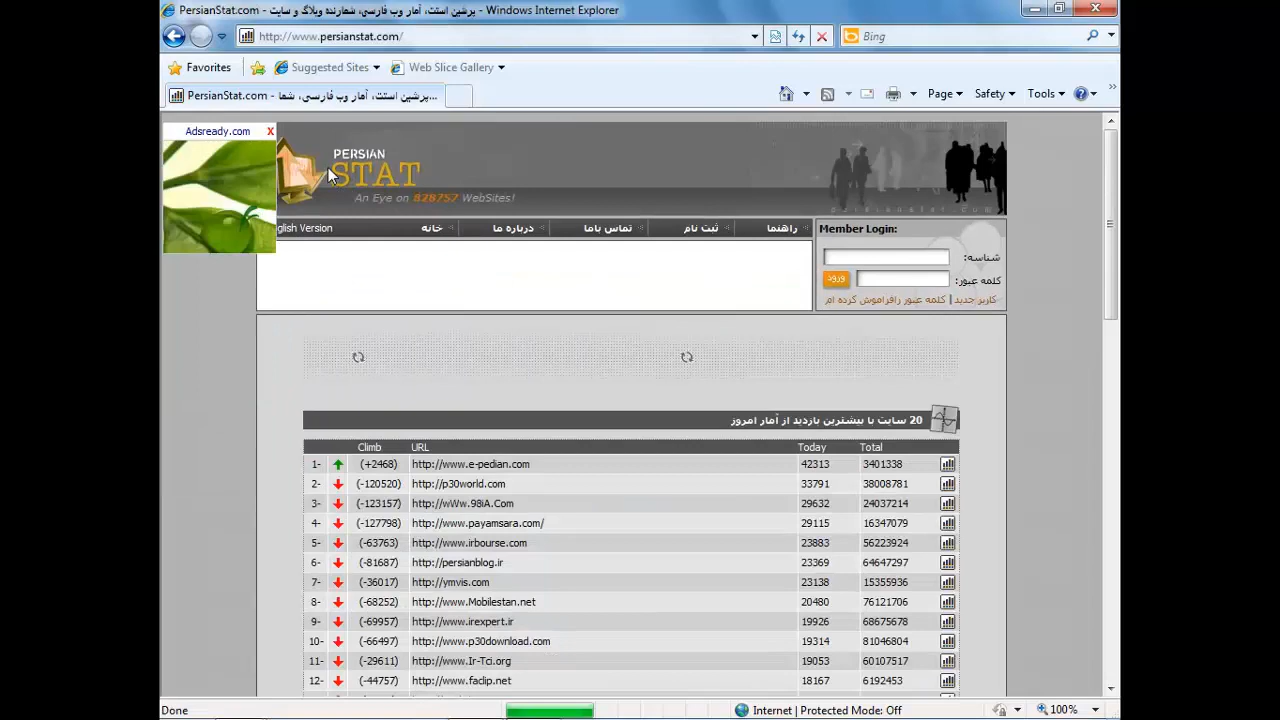 PersianStat.com - پرشین استت، آمار وب فارسی، شمارنده وبلاگ و سایت - Windows Internet Explorer
http://www.persianstat.com/
Bing
Favorites Suggested Sites Web Slice Gallery
PersianStat.com - پرشین استت، آمار وب فارسی، شما...
Page Safety Tools
Adsready.com X
PERSIAN
STAT
An Eye on 828757 WebSites!
persianstat.com
glish Version خانه درباره ما تماس باما ثبت نام راهنما
Member Login:
شناسه:
کلمه عبور:
ورود
کاربر جدید | کلمه عبور رافراموش کرده ام
20 سایت با بیشترین بازدید از آمار امروز
Climb URL Today Total
1- (+2468) http://www.e-pedian.com 42313 3401338
2- (-120520) http://p30world.com 33791 38008781
3- (-123157) http://wWw.98iA.Com 29632 24037214
4- (-127798) http://www.payamsara.com/ 29115 16347079
5- (-63763) http://www.irbourse.com 23883 56223924
6- (-81687) http://persianblog.ir 23369 64647297
7- (-36017) http://ymvis.com 23138 15355936
8- (-68252) http://www.Mobilestan.net 20480 76121706
9- (-69957) http://www.irexpert.ir 19926 68675678
10- (-66497) http://www.p30download.com 19314 81046804
11- (-29611) http://www.Ir-Tci.org 19053 60107517
12- (-44757) http://www.faclip.net 18167 6192453
Done Internet | Protected Mode: Off 100%